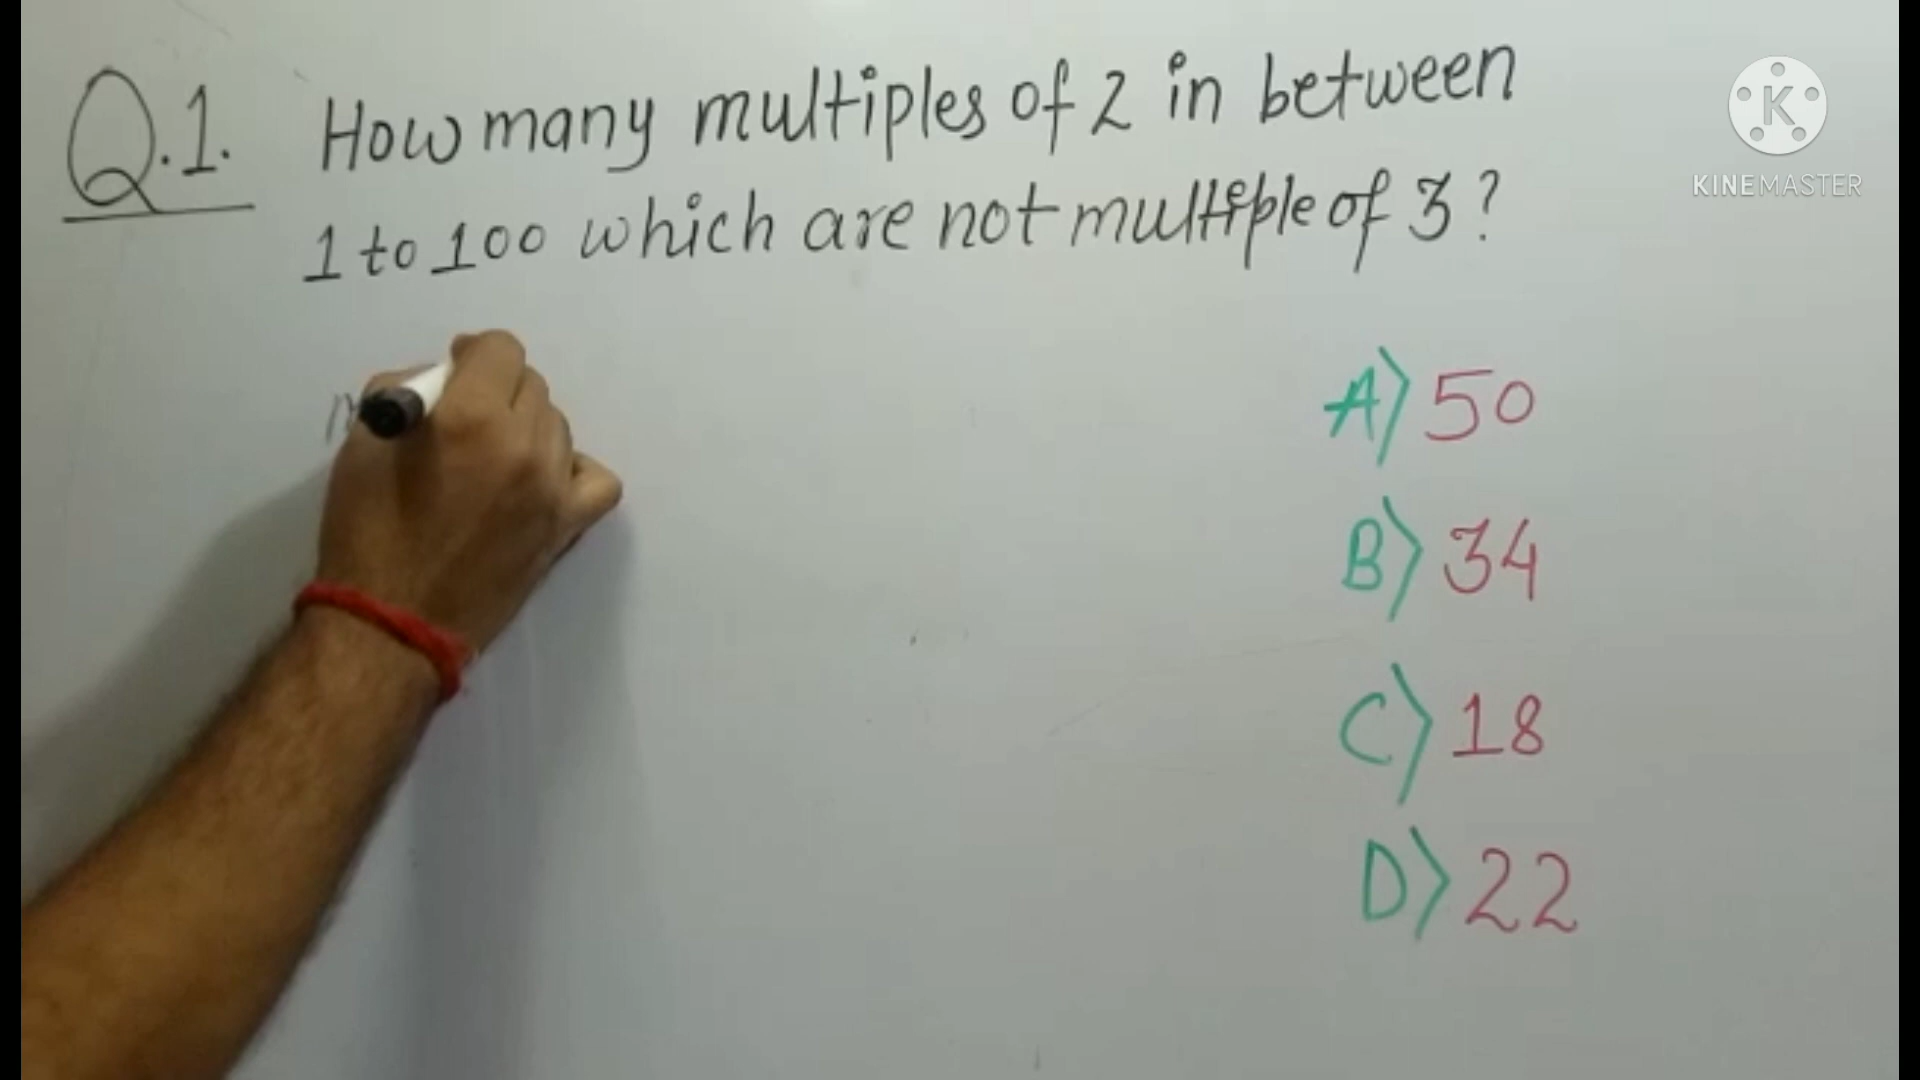 Q.1. How many multiples of 2 in between
1 to 100 which are not multiple of 3?
A) 50
B) 34
C) 18
D) 22
K
KINEMASTER